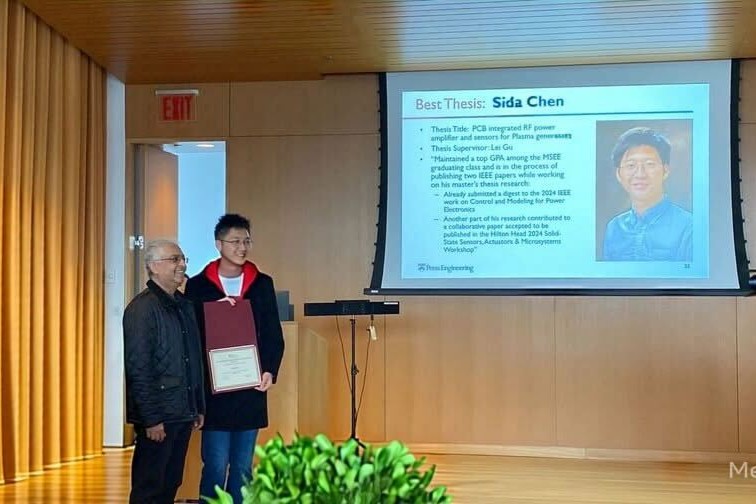 EXIT
Best Thesis: Sida Chen
• Thesis Title: PCB integrated RF power
amplifier and sensors for Plasma generators
• Thesis Supervisor: Lei Gu
• "Maintained a top GPA among the MSEE
graduating class and is in the process of
publishing two IEEE papers while working
on his master's thesis research:
– Already submitted a digest to the 2024 IEEE
work on Control and Modeling for Power
Electronics
– Another part of his research contributed to
a collaborative paper accepted to be
published in the Hilton Head 2024 Solid-
State Sensors, Actuators & Microsystems
Workshop"
Penn Engineering
Me